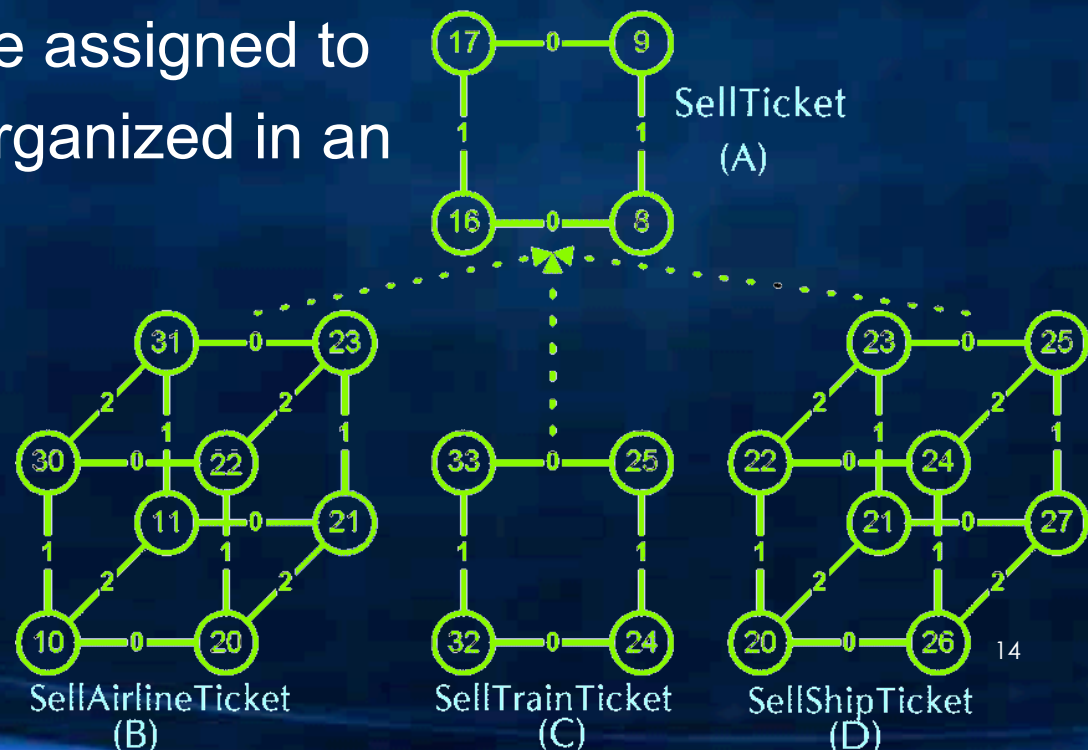 e assigned to
rganized in an
17 0 9
SellTicket
1 1
(A)
16 0 8
31 0 23 23 0 25
2 2 2 2
1 1 1 1
30 0 22 33 0 25 22 0 24
11 0 21 21 0 27
1 1 1 1 1 1
2 2 2 2
10 0 20 32 0 24 20 0 26 14
SellAirlineTicket SellTrainTicket SellShipTicket
(B) (C) (D)